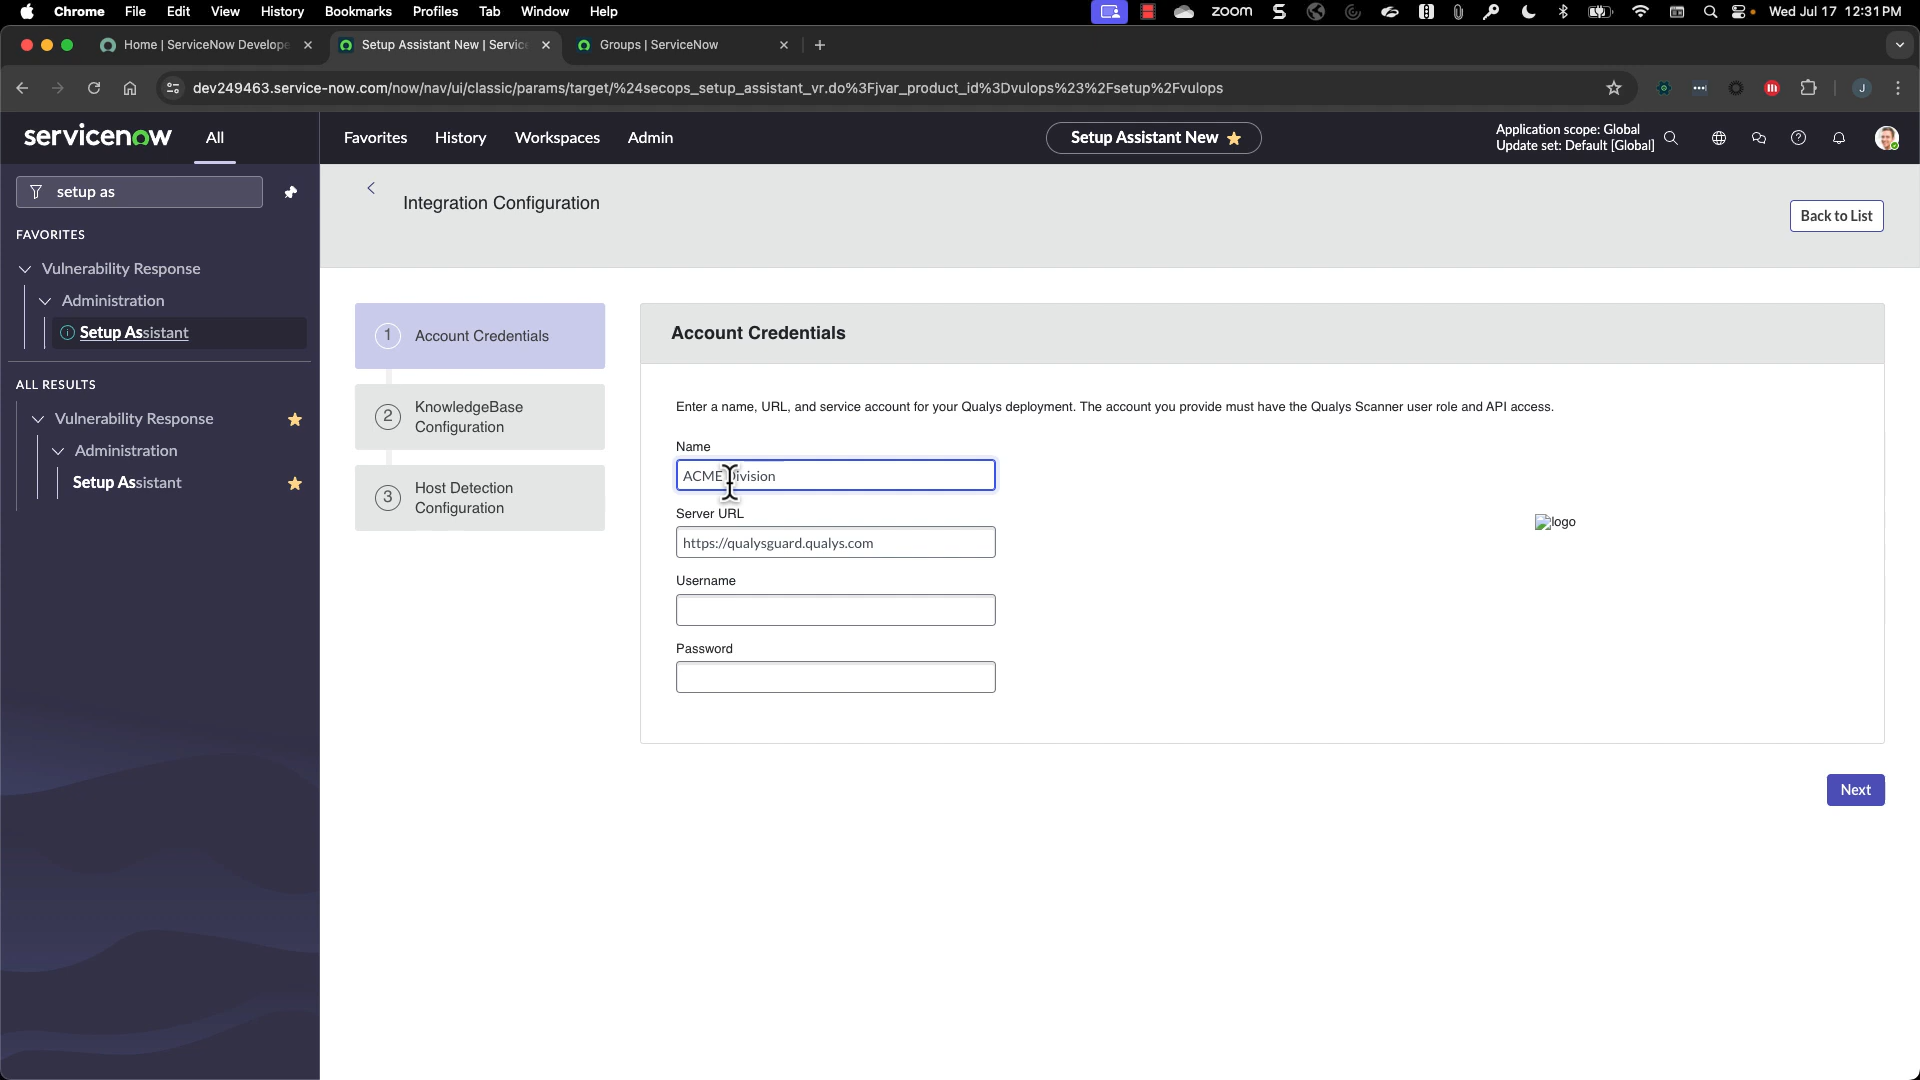 Chrome File Edit View History Bookmarks Profiles Tab Window Help zoom Wed Jul 17 12:31 PM
Home | ServiceNow Develope Setup Assistant New | Servic Groups | ServiceNow
dev249463.service-now.com/now/nav/ui/classic/params/target/%24secops_setup_assistant_vr.do%3Fjvar_product_id%3Dvulops%23%2Fsetup%2Fvulops
J
servicenow All Favorites History Workspaces Admin Setup Assistant New
Application scope: Global
Update set: Default [Global]
setup as
Integration Configuration
Back to List
FAVORITES
Vulnerability Response
Administration
Setup Assistant
ALL RESULTS
Vulnerability Response
Administration
Setup Assistant
1 Account Credentials
2 KnowledgeBase
Configuration
3 Host Detection
Configuration
Account Credentials
Enter a name, URL, and service account for your Qualys deployment. The account you provide must have the Qualys Scanner user role and API access.
Name
ACME Division
Server URL
https://qualysguard.qualys.com
logo
Username
Password
Next